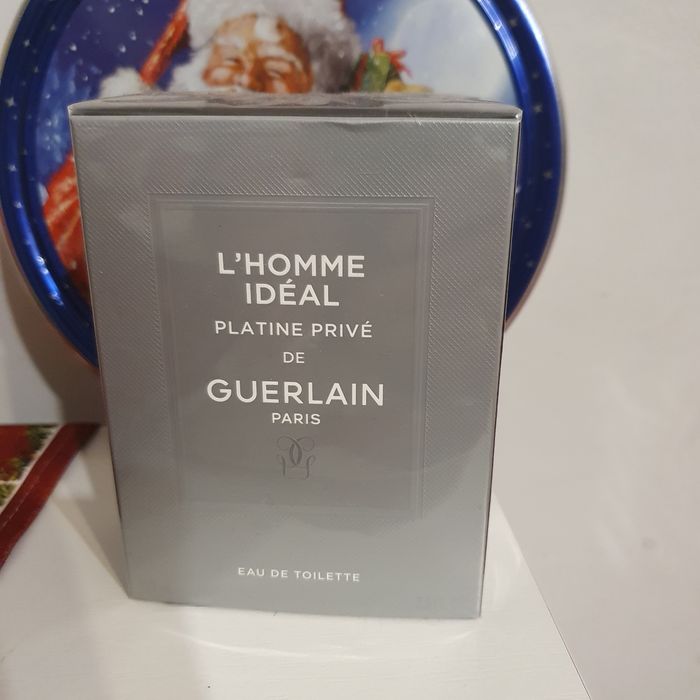 L'HOMME
IDÉAL
PLATINE PRIVÉ
DE
GUERLAIN
PARIS
EAU DE TOILETTE